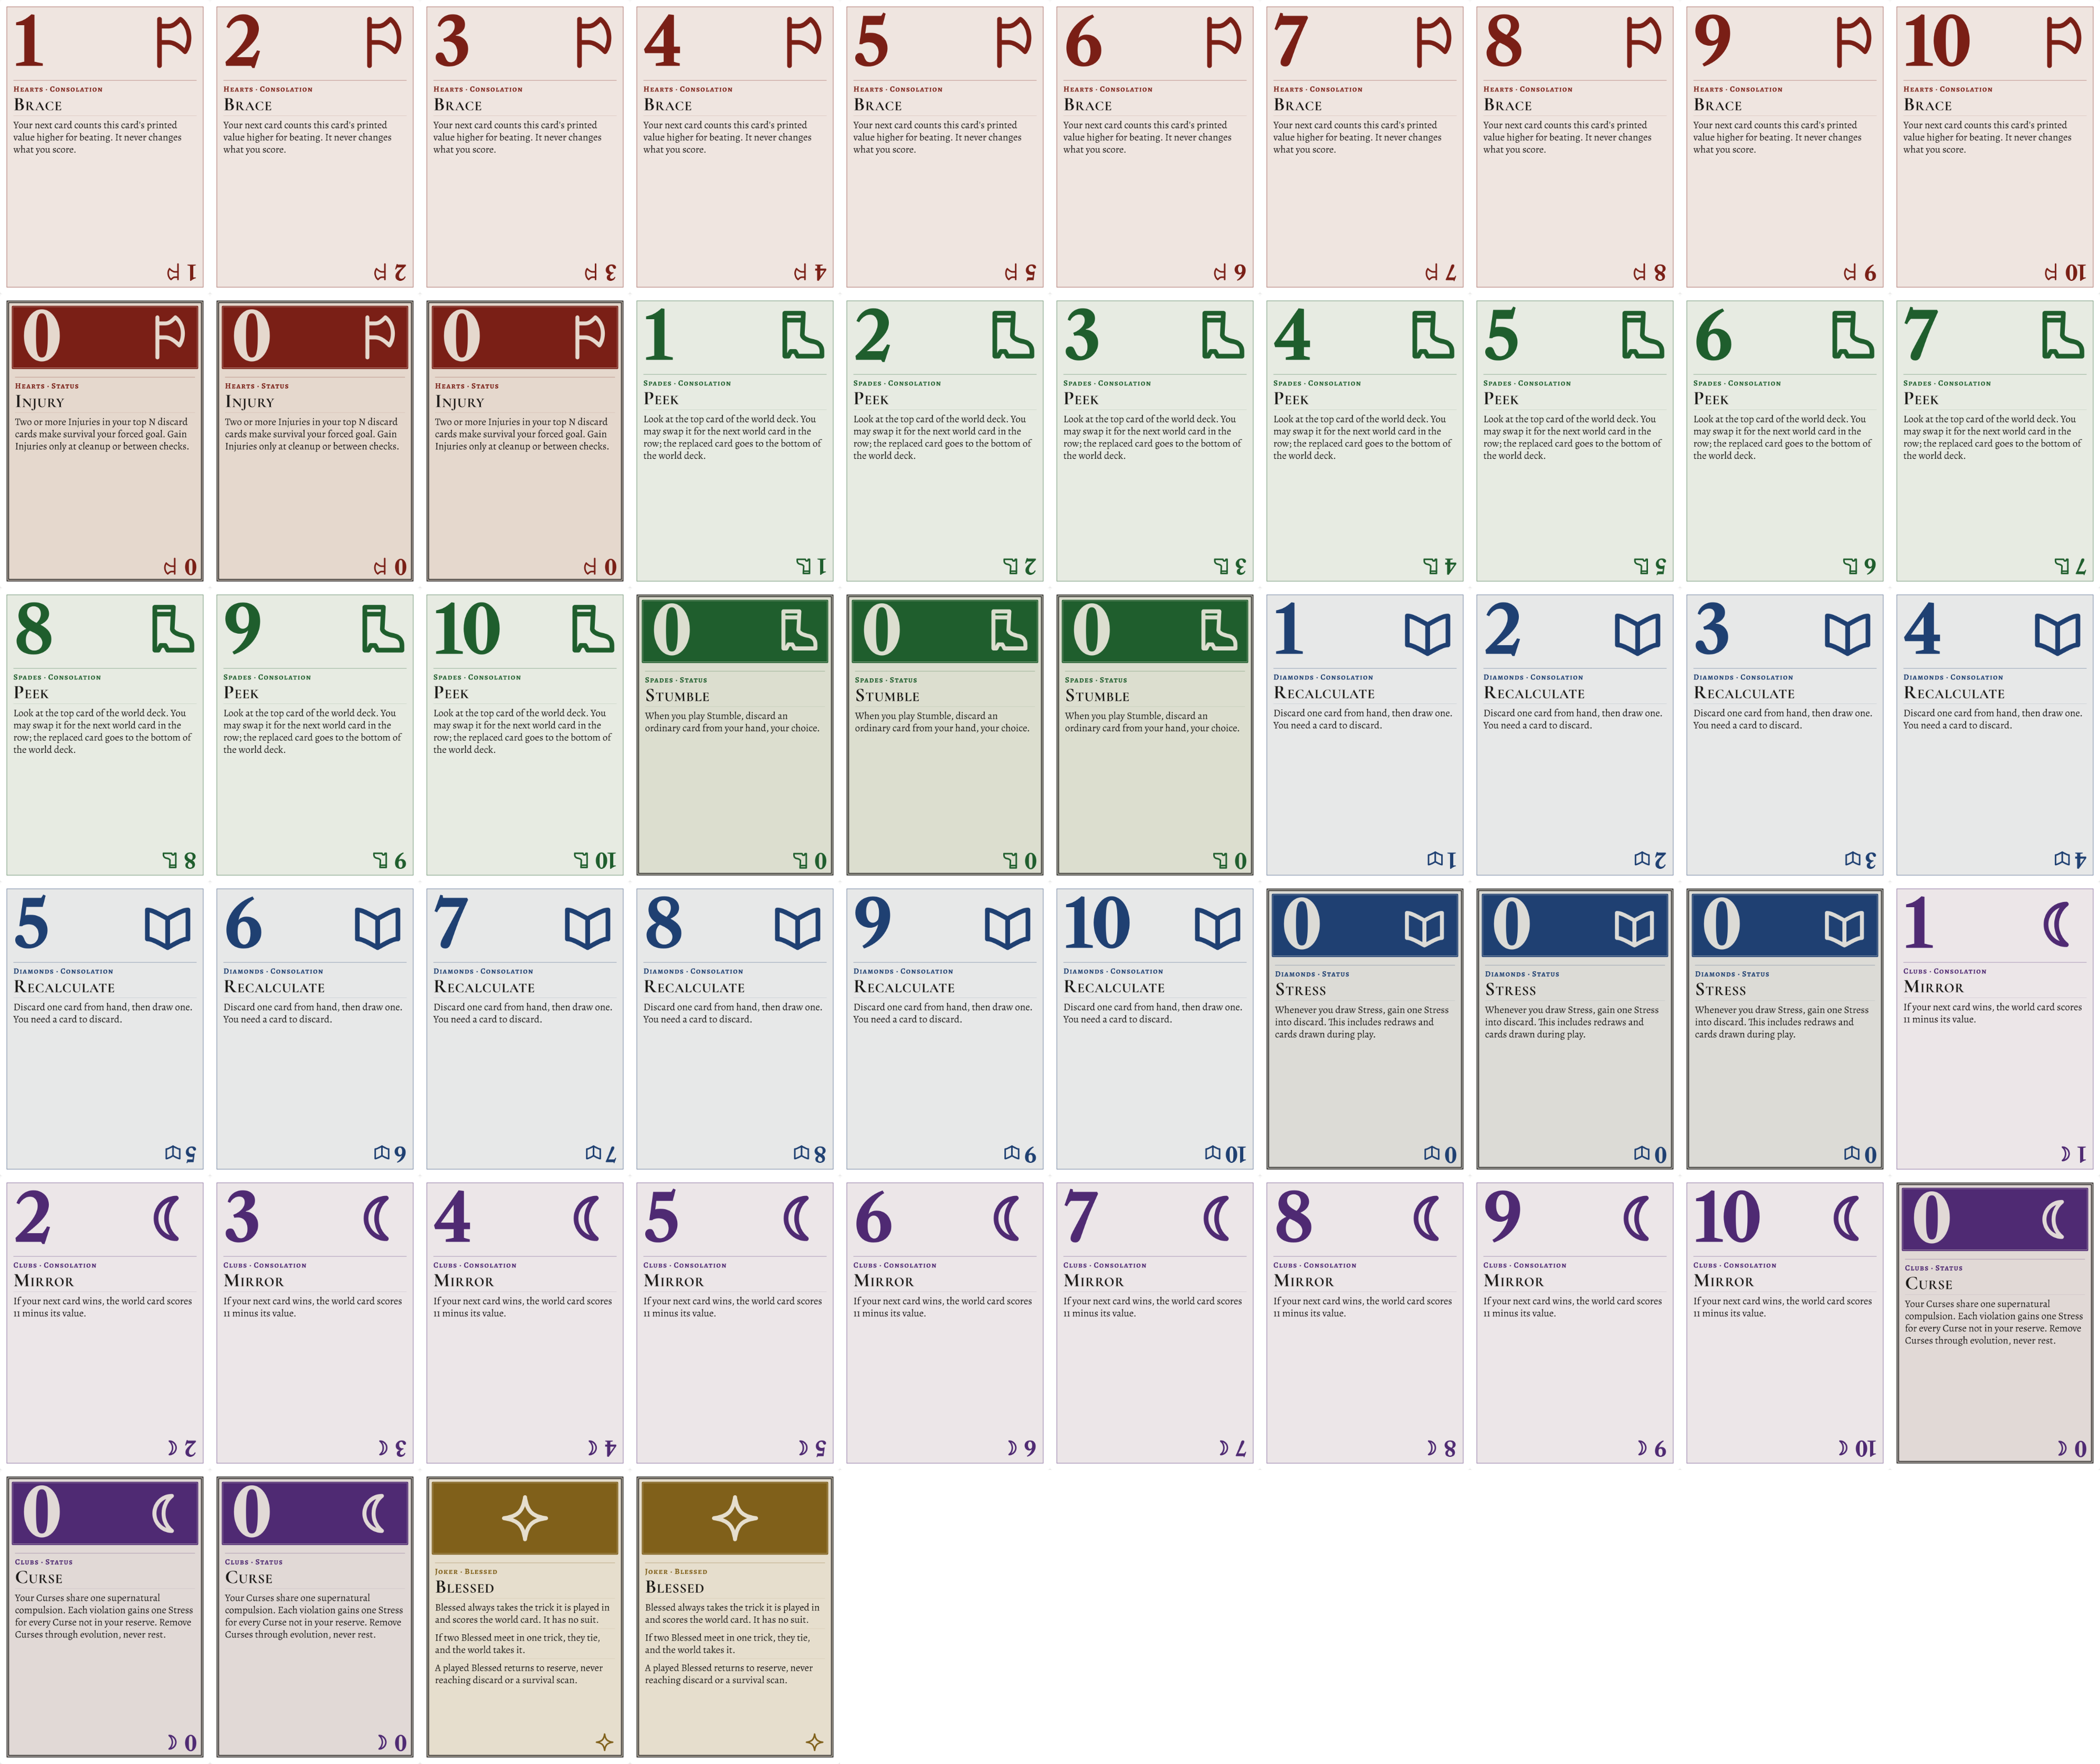 1
HEARTS · CONSOLATION
BRACE
Your next card counts this card's printed
value higher for beating. It never changes
what you score.
1
2
HEARTS · CONSOLATION
BRACE
Your next card counts this card's printed
value higher for beating. It never changes
what you score.
2
3
HEARTS · CONSOLATION
BRACE
Your next card counts this card's printed
value higher for beating. It never changes
what you score.
3
4
HEARTS · CONSOLATION
BRACE
Your next card counts this card's printed
value higher for beating. It never changes
what you score.
4
5
HEARTS · CONSOLATION
BRACE
Your next card counts this card's printed
value higher for beating. It never changes
what you score.
5
6
HEARTS · CONSOLATION
BRACE
Your next card counts this card's printed
value higher for beating. It never changes
what you score.
6
7
HEARTS · CONSOLATION
BRACE
Your next card counts this card's printed
value higher for beating. It never changes
what you score.
7
8
HEARTS · CONSOLATION
BRACE
Your next card counts this card's printed
value higher for beating. It never changes
what you score.
8
9
HEARTS · CONSOLATION
BRACE
Your next card counts this card's printed
value higher for beating. It never changes
what you score.
9
10
HEARTS · CONSOLATION
BRACE
Your next card counts this card's printed
value higher for beating. It never changes
what you score.
10
0
HEARTS · STATUS
INJURY
Two or more Injuries in your top N discard
cards make survival your forced goal. Gain
Injuries only at cleanup or between checks.
0
0
HEARTS · STATUS
INJURY
Two or more Injuries in your top N discard
cards make survival your forced goal. Gain
Injuries only at cleanup or between checks.
0
0
HEARTS · STATUS
INJURY
Two or more Injuries in your top N discard
cards make survival your forced goal. Gain
Injuries only at cleanup or between checks.
0
1
SPADES · CONSOLATION
PEEK
Look at the top card of the world deck. You
may swap it for the next world card in the
row; the replaced card goes to the bottom of
the world deck.
1
2
SPADES · CONSOLATION
PEEK
Look at the top card of the world deck. You
may swap it for the next world card in the
row; the replaced card goes to the bottom of
the world deck.
2
3
SPADES · CONSOLATION
PEEK
Look at the top card of the world deck. You
may swap it for the next world card in the
row; the replaced card goes to the bottom of
the world deck.
3
4
SPADES · CONSOLATION
PEEK
Look at the top card of the world deck. You
may swap it for the next world card in the
row; the replaced card goes to the bottom of
the world deck.
4
5
SPADES · CONSOLATION
PEEK
Look at the top card of the world deck. You
may swap it for the next world card in the
row; the replaced card goes to the bottom of
the world deck.
5
6
SPADES · CONSOLATION
PEEK
Look at the top card of the world deck. You
may swap it for the next world card in the
row; the replaced card goes to the bottom of
the world deck.
6
7
SPADES · CONSOLATION
PEEK
Look at the top card of the world deck. You
may swap it for the next world card in the
row; the replaced card goes to the bottom of
the world deck.
7
8
SPADES · CONSOLATION
PEEK
Look at the top card of the world deck. You
may swap it for the next world card in the
row; the replaced card goes to the bottom of
the world deck.
8
9
SPADES · CONSOLATION
PEEK
Look at the top card of the world deck. You
may swap it for the next world card in the
row; the replaced card goes to the bottom of
the world deck.
9
10
SPADES · CONSOLATION
PEEK
Look at the top card of the world deck. You
may swap it for the next world card in the
row; the replaced card goes to the bottom of
the world deck.
10
0
SPADES · STATUS
STUMBLE
When you play Stumble, discard an
ordinary card from your hand, your choice.
0
0
SPADES · STATUS
STUMBLE
When you play Stumble, discard an
ordinary card from your hand, your choice.
0
0
SPADES · STATUS
STUMBLE
When you play Stumble, discard an
ordinary card from your hand, your choice.
0
1
DIAMONDS · CONSOLATION
RECALCULATE
Discard one card from hand, then draw one.
You need a card to discard.
1
2
DIAMONDS · CONSOLATION
RECALCULATE
Discard one card from hand, then draw one.
You need a card to discard.
2
3
DIAMONDS · CONSOLATION
RECALCULATE
Discard one card from hand, then draw one.
You need a card to discard.
3
4
DIAMONDS · CONSOLATION
RECALCULATE
Discard one card from hand, then draw one.
You need a card to discard.
4
5
DIAMONDS · CONSOLATION
RECALCULATE
Discard one card from hand, then draw one.
You need a card to discard.
5
6
DIAMONDS · CONSOLATION
RECALCULATE
Discard one card from hand, then draw one.
You need a card to discard.
6
7
DIAMONDS · CONSOLATION
RECALCULATE
Discard one card from hand, then draw one.
You need a card to discard.
7
8
DIAMONDS · CONSOLATION
RECALCULATE
Discard one card from hand, then draw one.
You need a card to discard.
8
9
DIAMONDS · CONSOLATION
RECALCULATE
Discard one card from hand, then draw one.
You need a card to discard.
9
10
DIAMONDS · CONSOLATION
RECALCULATE
Discard one card from hand, then draw one.
You need a card to discard.
10
0
DIAMONDS · STATUS
STRESS
Whenever you draw Stress, gain one Stress
into discard. This includes redraws and
cards drawn during play.
0
0
DIAMONDS · STATUS
STRESS
Whenever you draw Stress, gain one Stress
into discard. This includes redraws and
cards drawn during play.
0
0
DIAMONDS · STATUS
STRESS
Whenever you draw Stress, gain one Stress
into discard. This includes redraws and
cards drawn during play.
0
1
CLUBS · CONSOLATION
MIRROR
If your next card wins, the world card scores
11 minus its value.
1
2
CLUBS · CONSOLATION
MIRROR
If your next card wins, the world card scores
11 minus its value.
2
3
CLUBS · CONSOLATION
MIRROR
If your next card wins, the world card scores
11 minus its value.
3
4
CLUBS · CONSOLATION
MIRROR
If your next card wins, the world card scores
11 minus its value.
4
5
CLUBS · CONSOLATION
MIRROR
If your next card wins, the world card scores
11 minus its value.
5
6
CLUBS · CONSOLATION
MIRROR
If your next card wins, the world card scores
11 minus its value.
6
7
CLUBS · CONSOLATION
MIRROR
If your next card wins, the world card scores
11 minus its value.
7
8
CLUBS · CONSOLATION
MIRROR
If your next card wins, the world card scores
11 minus its value.
8
9
CLUBS · CONSOLATION
MIRROR
If your next card wins, the world card scores
11 minus its value.
9
10
CLUBS · CONSOLATION
MIRROR
If your next card wins, the world card scores
11 minus its value.
10
0
CLUBS · STATUS
CURSE
Your Curses share one supernatural
compulsion. Each violation gains one Stress
for every Curse not in your reserve. Remove
Curses through evolution, never rest.
0
0
CLUBS · STATUS
CURSE
Your Curses share one supernatural
compulsion. Each violation gains one Stress
for every Curse not in your reserve. Remove
Curses through evolution, never rest.
0
0
CLUBS · STATUS
CURSE
Your Curses share one supernatural
compulsion. Each violation gains one Stress
for every Curse not in your reserve. Remove
Curses through evolution, never rest.
0
JOKER · BLESSED
BLESSED
Blessed always takes the trick it is played in
and scores the world card. It has no suit.
If two Blessed meet in one trick, they tie,
and the world takes it.
A played Blessed returns to reserve, never
reaching discard or a survival scan.
JOKER · BLESSED
BLESSED
Blessed always takes the trick it is played in
and scores the world card. It has no suit.
If two Blessed meet in one trick, they tie,
and the world takes it.
A played Blessed returns to reserve, never
reaching discard or a survival scan.